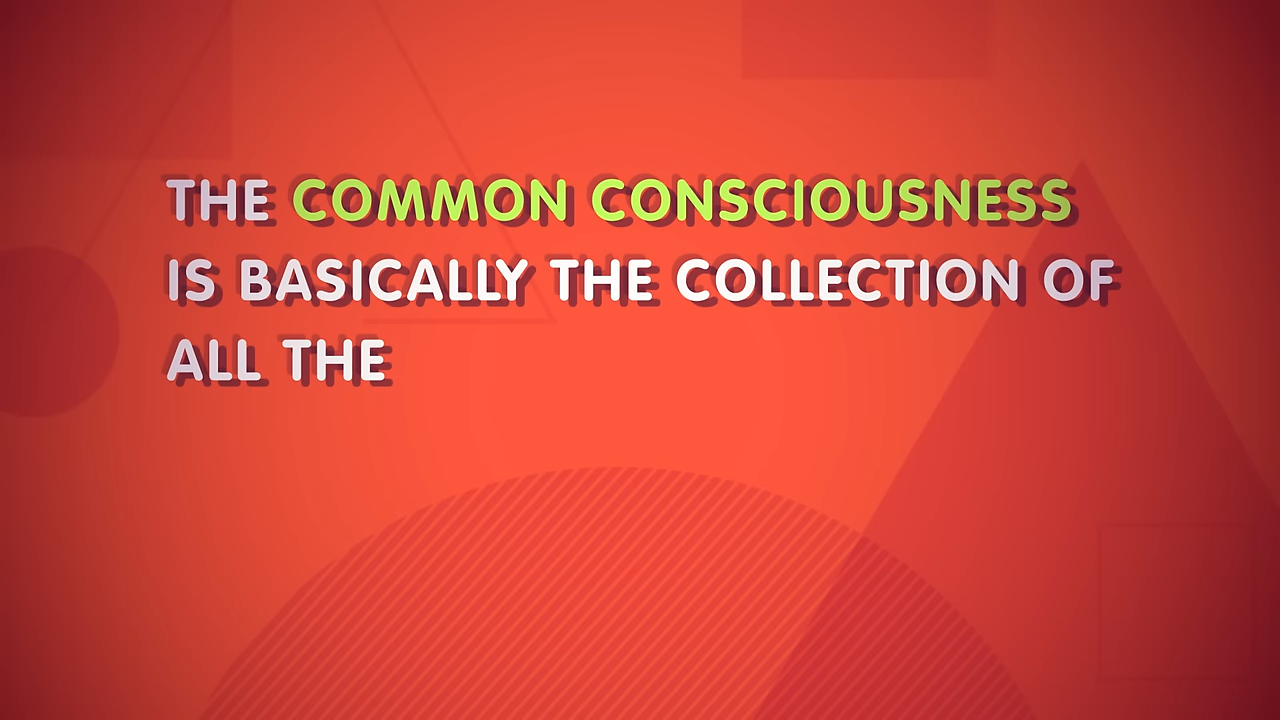 THE COMMON CONSCIOUSNESS
IS BASICALLY THE COLLECTION OF
ALL THE